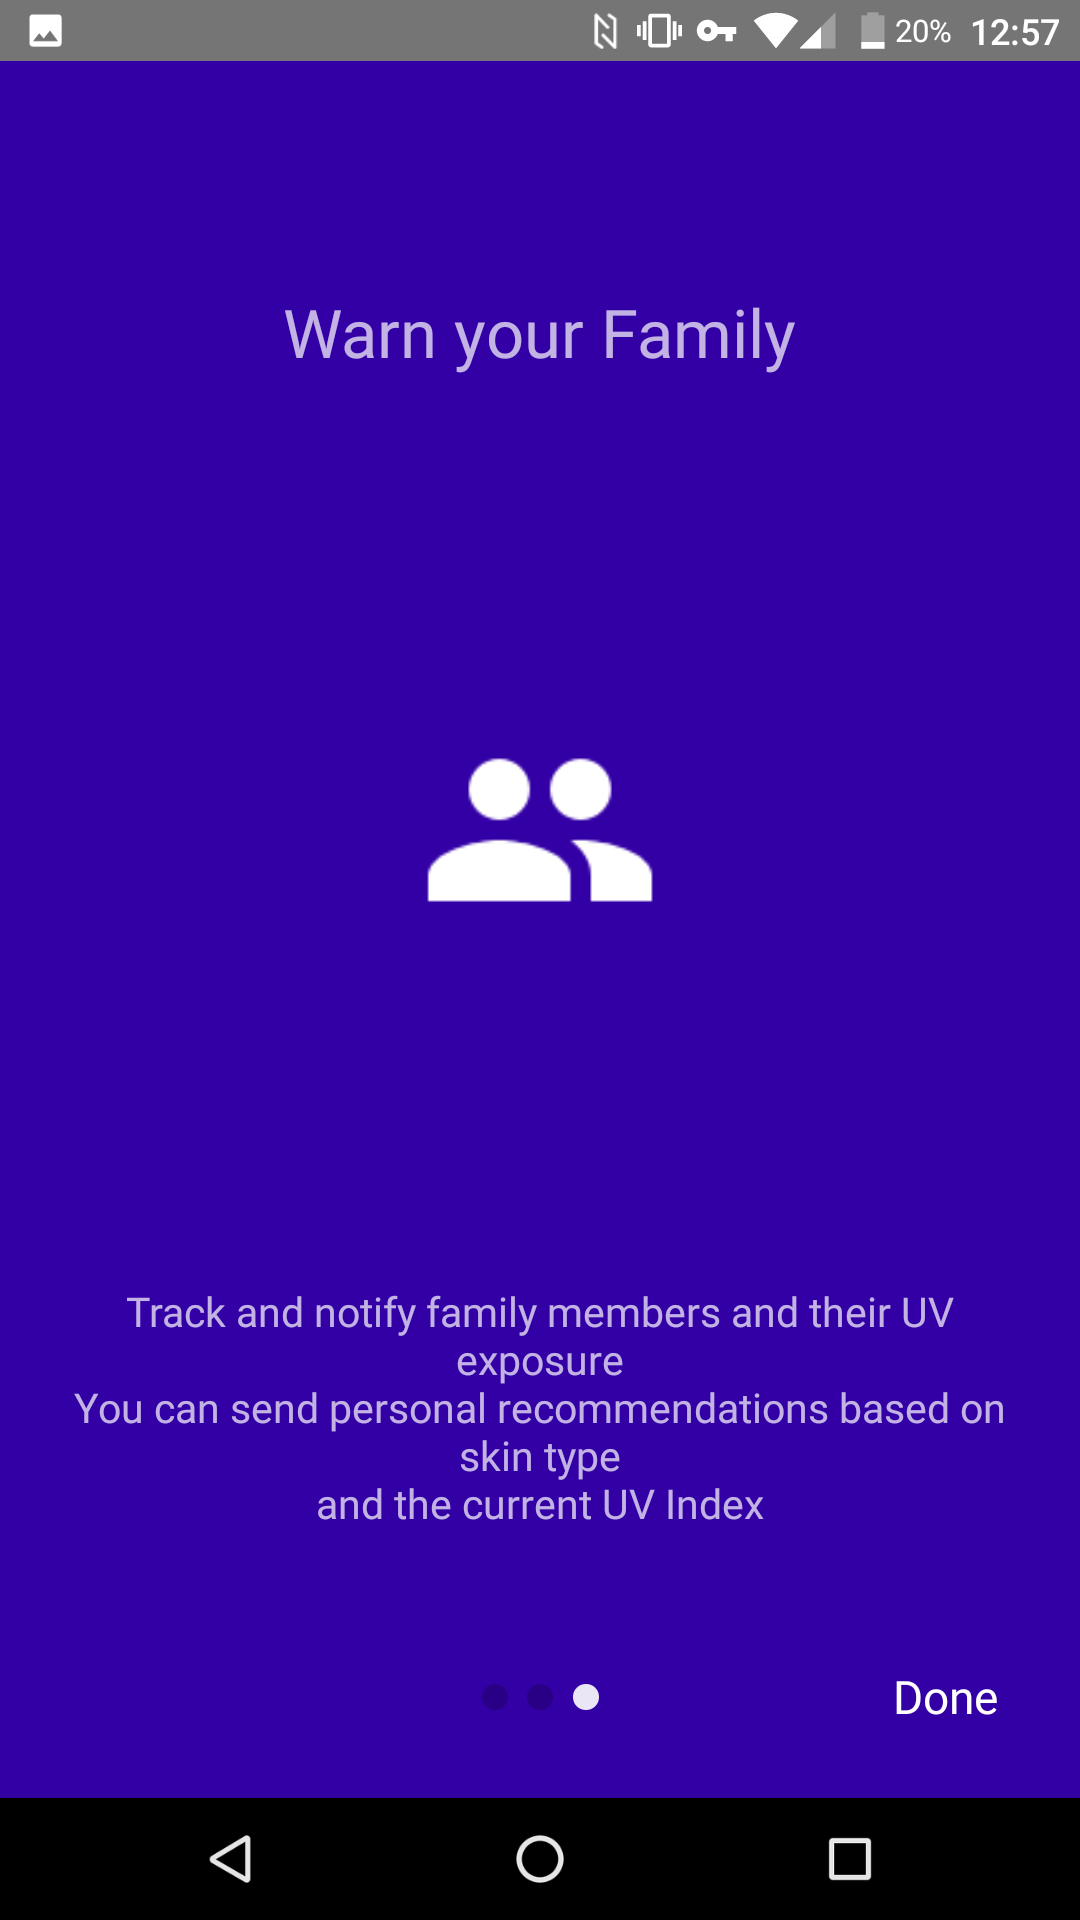 20% 12:57
Warn your Family
Track and notify family members and their UV
exposure
You can send personal recommendations based on
skin type
and the current UV Index
Done